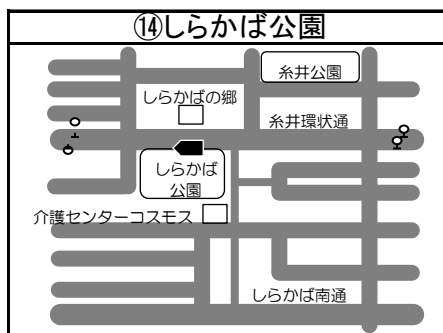 ⑭しらかば公園
糸井公園
しらかばの郷
糸井環状通
しらかば
公園
介護センターコスモス
しらかば南通